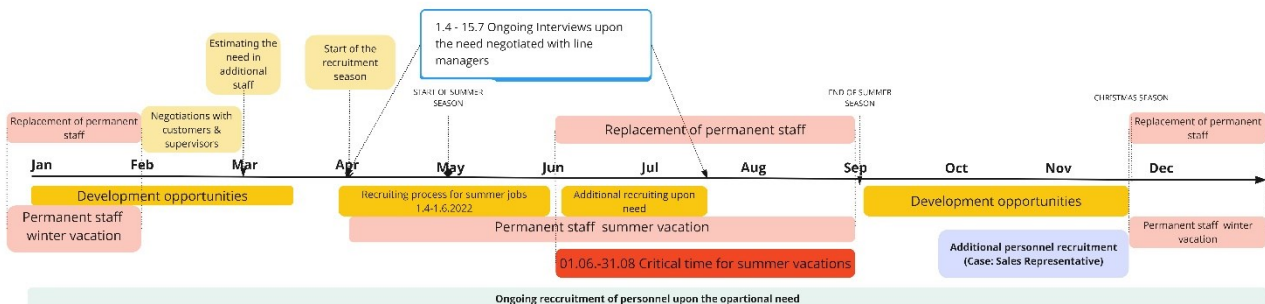 1.4 - 15.7 Ongoing Interviews upon
the need negotiated with line
managers
Estimating the
need in
additional
staff
Start of the
recruitment
season
START OF SUMMER
SEASON
END OF SUMMER
SEASON
CHRISTMAS SEASON
Replacement of permanent
staff
Negotiations with
customers &
supervisors
Replacement of permanent staff
Replacement of permanent
staff
Jan Feb Mar Apr May Jun Jul Aug Sep Oct Nov Dec
Development opportunities
Recruiting process for summer jobs
1.4-1.6.2022
Additional recruiting upon
need
Development opportunities
Permanent staff
winter vacation
Permanent staff summer vacation
Permanent staff winter
vacation
Additional personnel recruitment
(Case: Sales Representative)
01.06.-31.08 Critical time for summer vacations
Ongoing reccruitment of personnel upon the opartional need